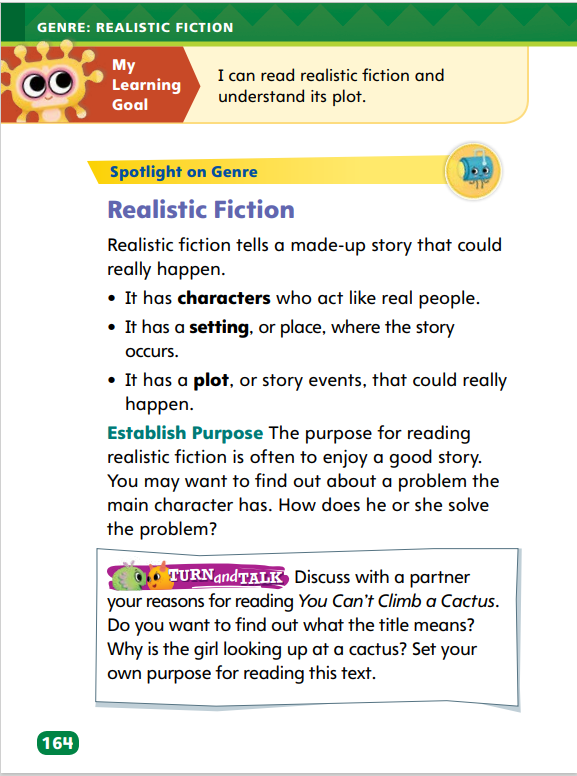 GENRE: REALISTIC FICTION
My
Learning
Goal
I can read realistic fiction and
understand its plot.
Spotlight on Genre
Realistic Fiction
Realistic fiction tells a made-up story that could
really happen.
• It has characters who act like real people.
• It has a setting, or place, where the story
occurs.
• It has a plot, or story events, that could really
happen.
Establish Purpose The purpose for reading
realistic fiction is often to enjoy a good story.
You may want to find out about a problem the
main character has. How does he or she solve
the problem?
TURNandTALK Discuss with a partner
your reasons for reading You Can’t Climb a Cactus.
Do you want to find out what the title means?
Why is the girl looking up at a cactus? Set your
own purpose for reading this text.
164